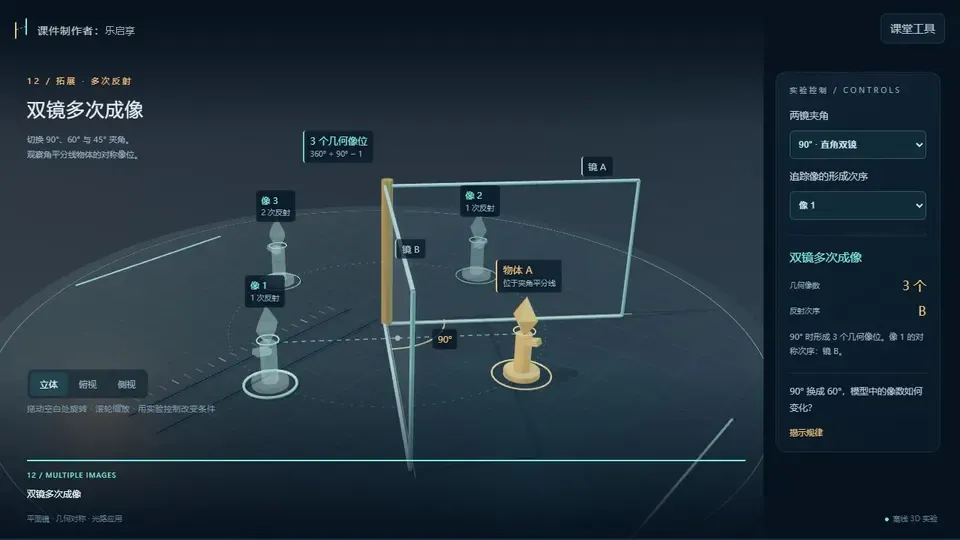 课件制作者：乐启享
课堂工具
12 / 拓展 · 多次反射
双镜多次成像
切换 90°、60° 与 45° 夹角。
观察角平分线物体的对称像位。
3 个几何像位
360° ÷ 90° − 1
镜 A
像 3
2 次反射
像 2
1 次反射
镜 B
物体 A
位于夹角平分线
像 1
1 次反射
90°
立体
俯视
侧视
拖动空白处旋转 · 滚轮缩放 · 用实验控制改变条件
12 / MULTIPLE IMAGES
双镜多次成像
平面镜 · 几何对称 · 光路应用
实验控制 / CONTROLS
两镜夹角
90° · 直角双镜
追踪像的形成次序
像 1
双镜多次成像
几何像数
3 个
反射次序
B
90° 时形成 3 个几何像位。像 1 的对
称次序：镜 B。
90° 换成 60°，模型中的像数如何
变化？
揭示规律
离线 3D 实验